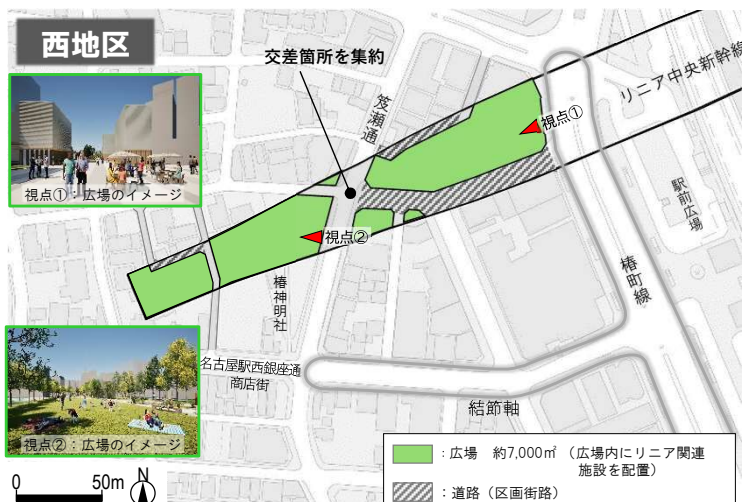 西地区
交差箇所を集約
笈瀬通
リニア中央新幹線
視点①
視点①：広場のイメージ
駅前広場
視点②
椿神明社
椿町線
名古屋駅西銀座通
商店街
結節軸
視点②：広場のイメージ
0 50m N
：広場 約7,000㎡ （広場内にリニア関連
施設を配置）
：道路（区画街路）